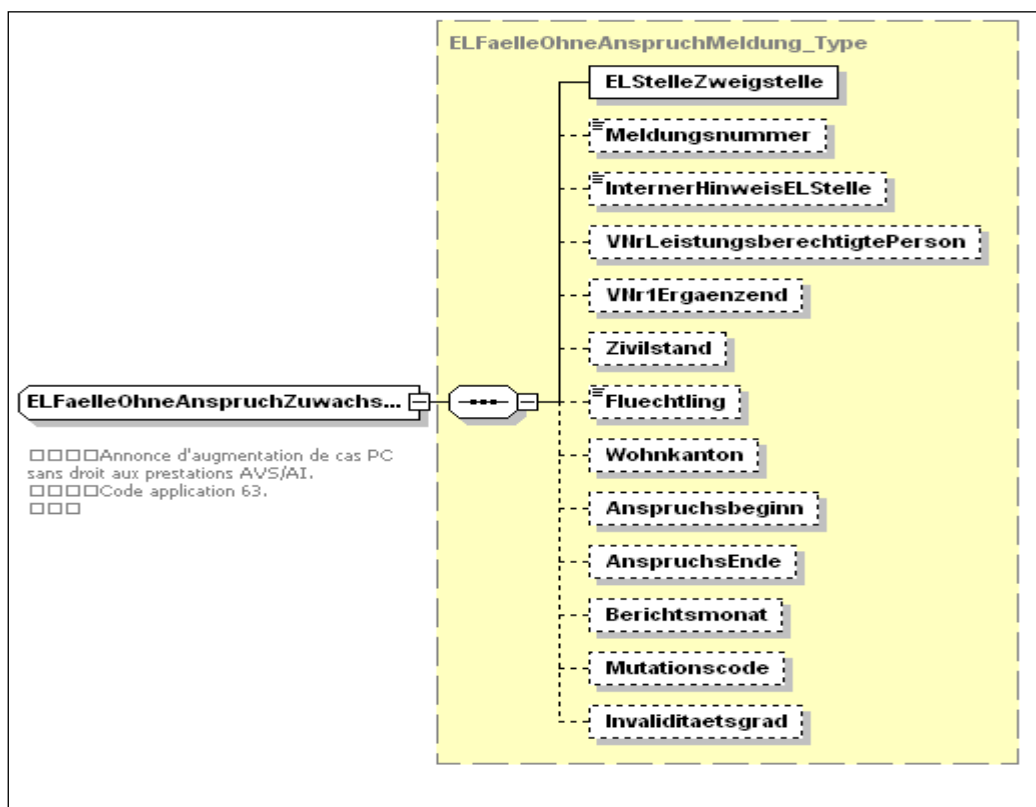 ELFaelleOhneAnspruchMeldung_Type
ELStelleZweigstelle
Meldungsnummer
InternerHinweisELStelle
VNrLeistungsberechtigtePerson
VNr1Ergaenzend
Zivilstand
ELFaelleOhneAnspruchZuwachs...
Fluechtling
□□□□Annonce d'augmentation de cas PC
sans droit aux prestations AVS/AI.
□□□□Code application 63.
□□□
Wohnkanton
Anspruchsbeginn
AnspruchsEnde
Berichtsmonat
Mutationscode
Invaliditaetsgrad